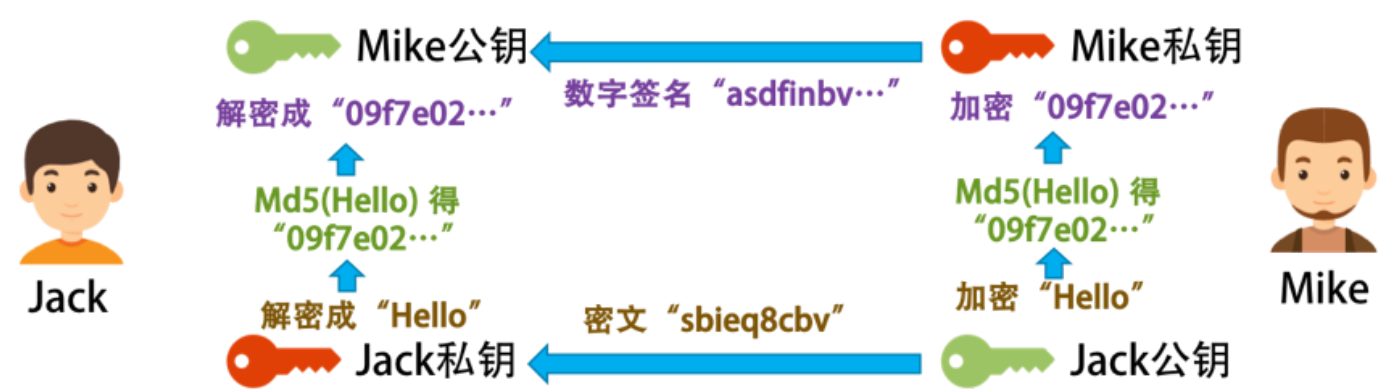 Mike公钥
Mike私钥
数字签名“asdfinbv…”
解密成“09f7e02…”
加密“09f7e02…”
Md5(Hello) 得
“09f7e02…”
Md5(Hello) 得
“09f7e02…”
Jack
Mike
解密成“Hello”
密文“sbieq8cbv”
加密“Hello”
Jack私钥
Jack公钥